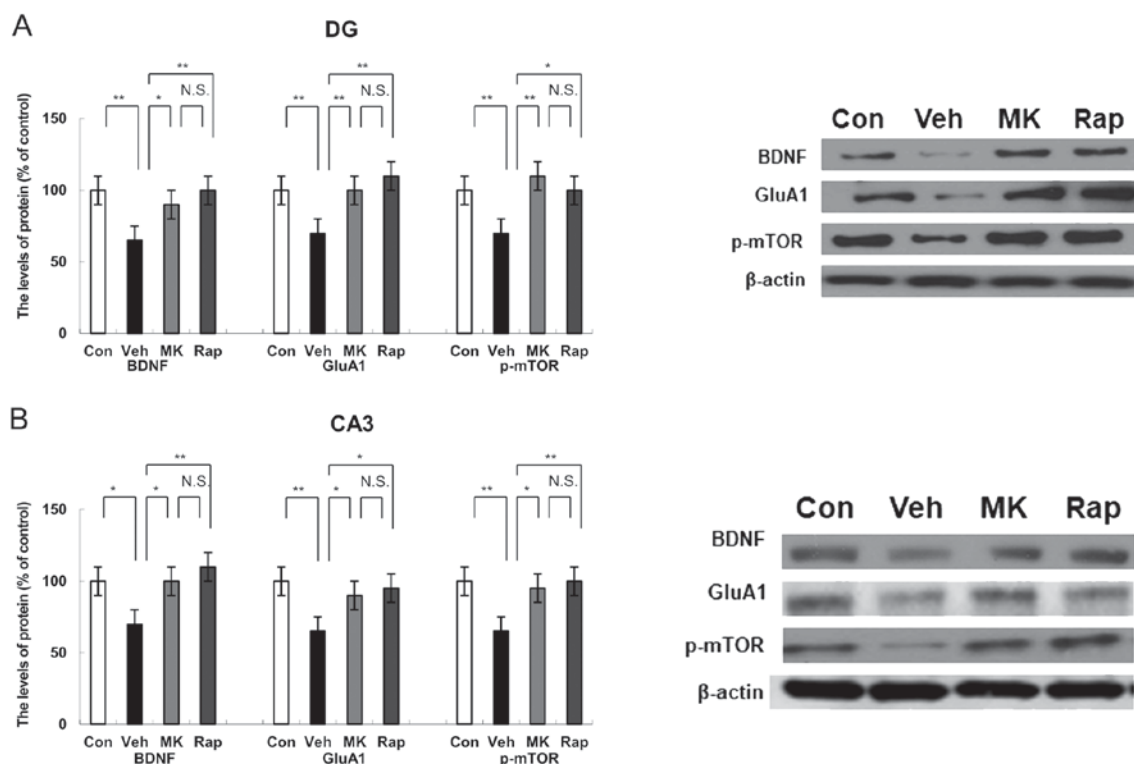 A
DG
**
**
*
N.S.
N.S.
N.S.
**
*
**
**
**
**
The levels of protein (% of control)
150
100
50
0
Con Veh MK Rap
BDNF
Con Veh MK Rap
GluA1
Con Veh MK Rap
p-mTOR
Con Veh MK Rap
BDNF
GluA1
p-mTOR
β-actin
B
CA3
**
*
**
N.S.
N.S.
N.S.
*
*
**
*
**
*
The levels of protein (% of control)
150
100
50
0
Con Veh MK Rap
BDNF
Con Veh MK Rap
GluA1
Con Veh MK Rap
p-mTOR
Con Veh MK Rap
BDNF
GluA1
p-mTOR
β-actin